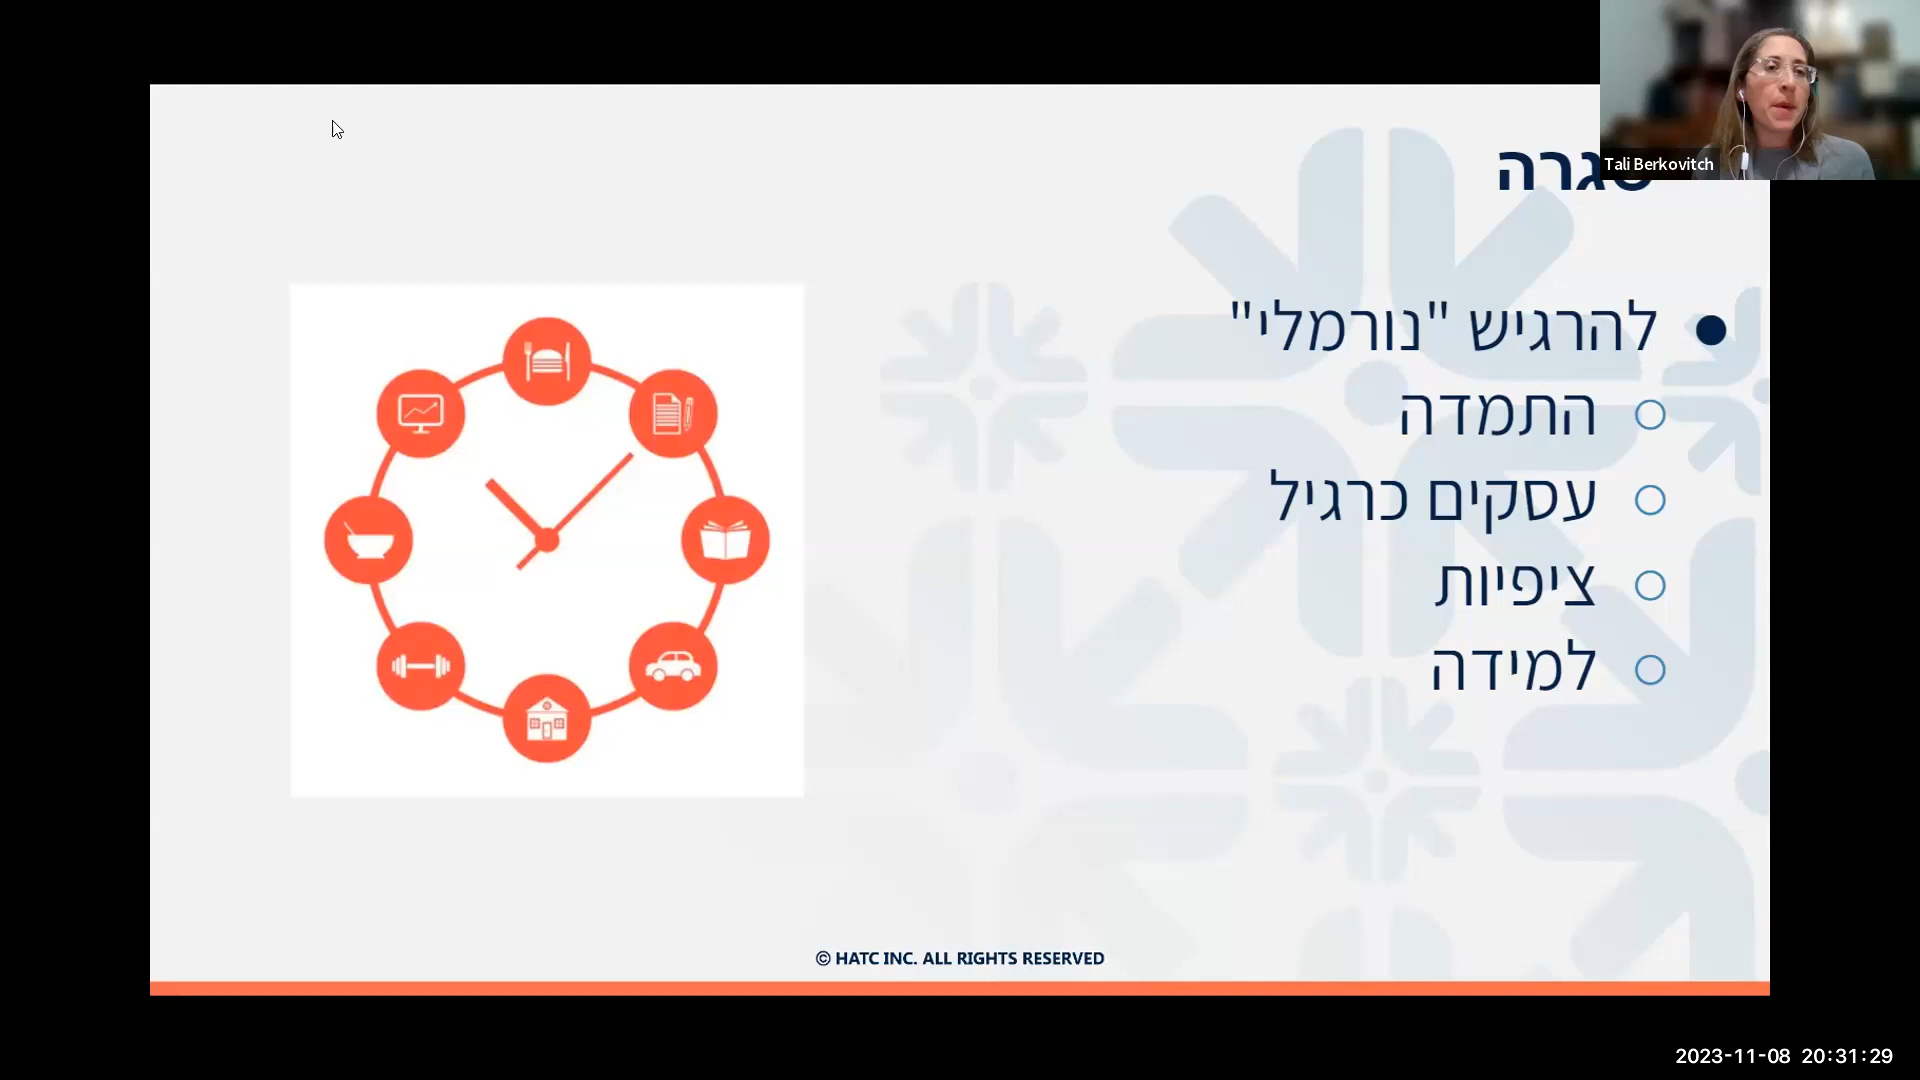 Tali Berkovitch
סגרה
להרגיש "נורמלי"
התמדה
עסקים כרגיל
ציפיות
למידה
© HATC INC. ALL RIGHTS RESERVED
2023-11-08 20:31:29